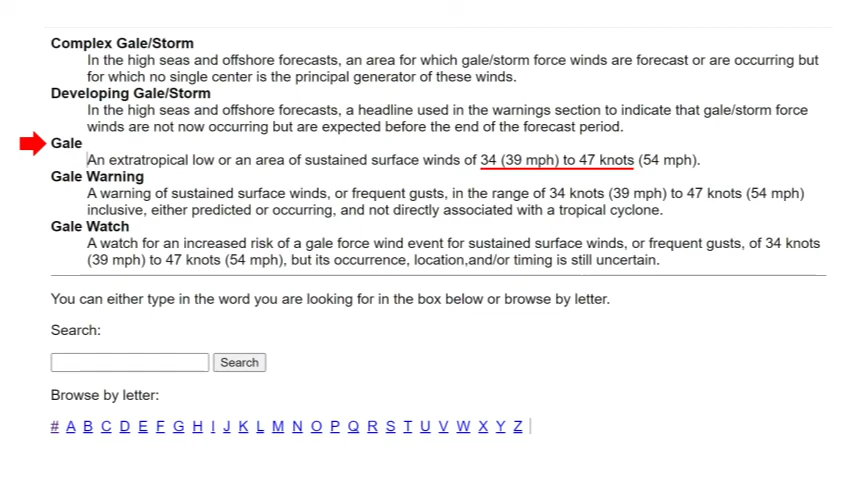 Complex Gale/Storm
In the high seas and offshore forecasts, an area for which gale/storm force winds are forecast or are occurring but
for which no single center is the principal generator of these winds.
Developing Gale/Storm
In the high seas and offshore forecasts, a headline used in the warnings section to indicate that gale/storm force
winds are not now occurring but are expected before the end of the forecast period.
Gale
An extratropical low or an area of sustained surface winds of 34 (39 mph) to 47 knots (54 mph).
Gale Warning
A warning of sustained surface winds, or frequent gusts, in the range of 34 knots (39 mph) to 47 knots (54 mph)
inclusive, either predicted or occurring, and not directly associated with a tropical cyclone.
Gale Watch
A watch for an increased risk of a gale force wind event for sustained surface winds, or frequent gusts, of 34 knots
(39 mph) to 47 knots (54 mph), but its occurrence, location,and/or timing is still uncertain.
You can either type in the word you are looking for in the box below or browse by letter.
Search:
Search
Browse by letter:
# A B C D E F G H I J K L M N O P Q R S T U V W X Y Z